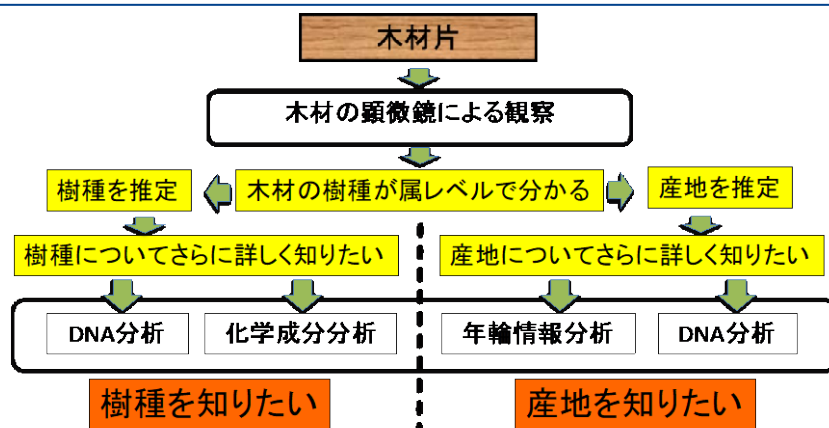 木材片
木材の顕微鏡による観察
樹種を推定
木材の樹種が属レベルで分かる
産地を推定
樹種についてさらに詳しく知りたい
産地についてさらに詳しく知りたい
DNA分析
化学成分分析
年輪情報分析
DNA分析
樹種を知りたい
産地を知りたい